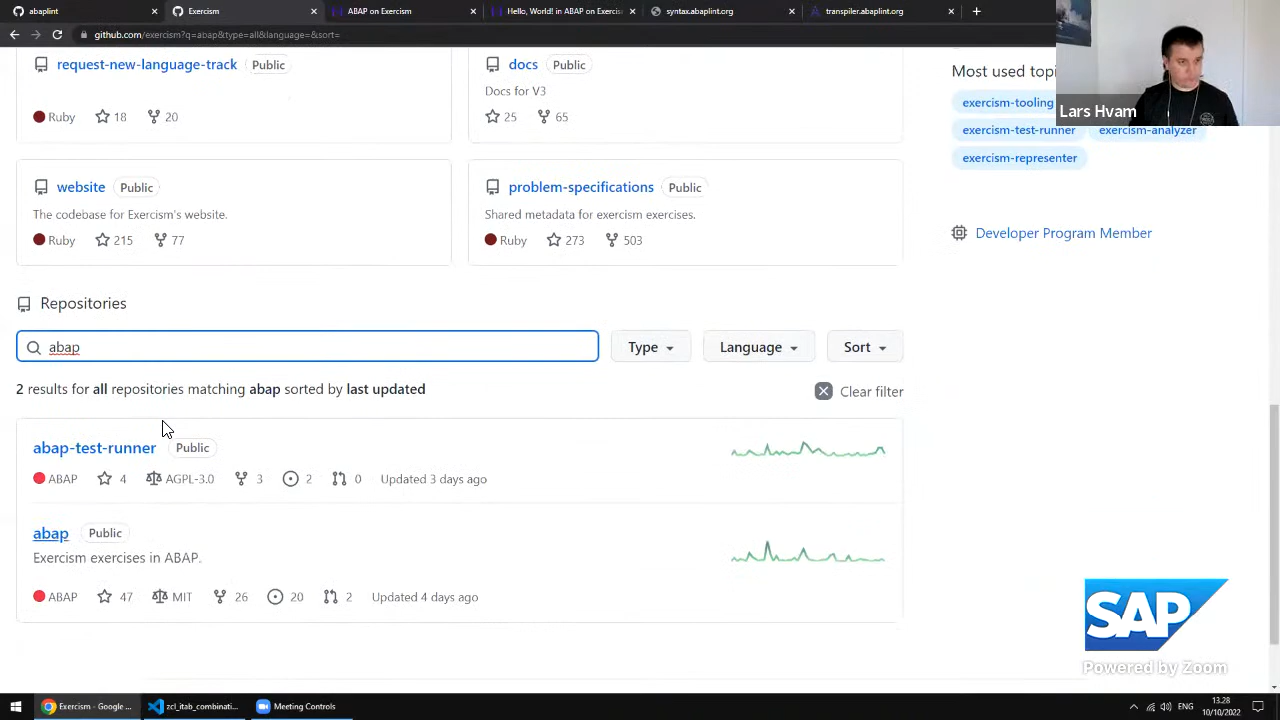 abaplint
Exercism
ABAP on Exercism
Hello, World! in ABAP on Exercis
syntax.abaplint.org
transpiler.abaplint.org
github.com/exercism?q=abap&type=all&language=&sort=
request-new-language-track Public
Ruby 18 20
docs Public
Docs for V3
25 65
website Public
The codebase for Exercism's website.
Ruby 215 77
problem-specifications Public
Shared metadata for exercism exercises.
Ruby 273 503
Most used topi
exercism-tooling
exercism-test-runner exercism-analyzer
exercism-representer
Developer Program Member
Lars Hvam
Repositories
abap
Type
Language
Sort
2 results for all repositories matching abap sorted by last updated
Clear filter
abap-test-runner Public
ABAP 4 AGPL-3.0 3 2 0 Updated 3 days ago
abap Public
Exercism exercises in ABAP.
ABAP 47 MIT 26 20 2 Updated 4 days ago
SAP
Powered by Zoom
Exercism - Google ...
zcl_itab_combinati...
Meeting Controls
ENG
13.28
10/10/2022